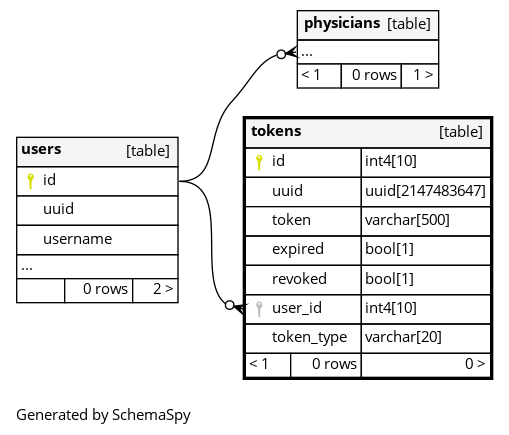 physicians [table]
...
< 1 0 rows 1 >
users [table]
id
uuid
username
...
0 rows 2 >
tokens [table]
id int4[10]
uuid uuid[2147483647]
token varchar[500]
expired bool[1]
revoked bool[1]
user_id int4[10]
token_type varchar[20]
< 1 0 rows 0 >
Generated by SchemaSpy